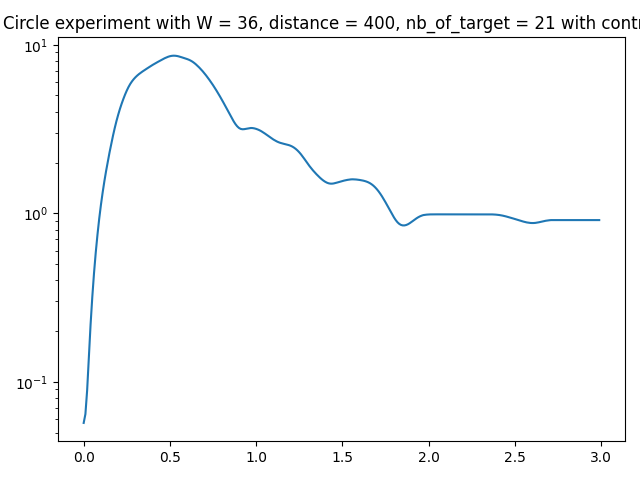 Circle experiment with W = 36, distance = 400, nb_of_target = 21 with
10¹
10⁰
10⁻¹
0.0 0.5 1.0 1.5 2.0 2.5 3.0